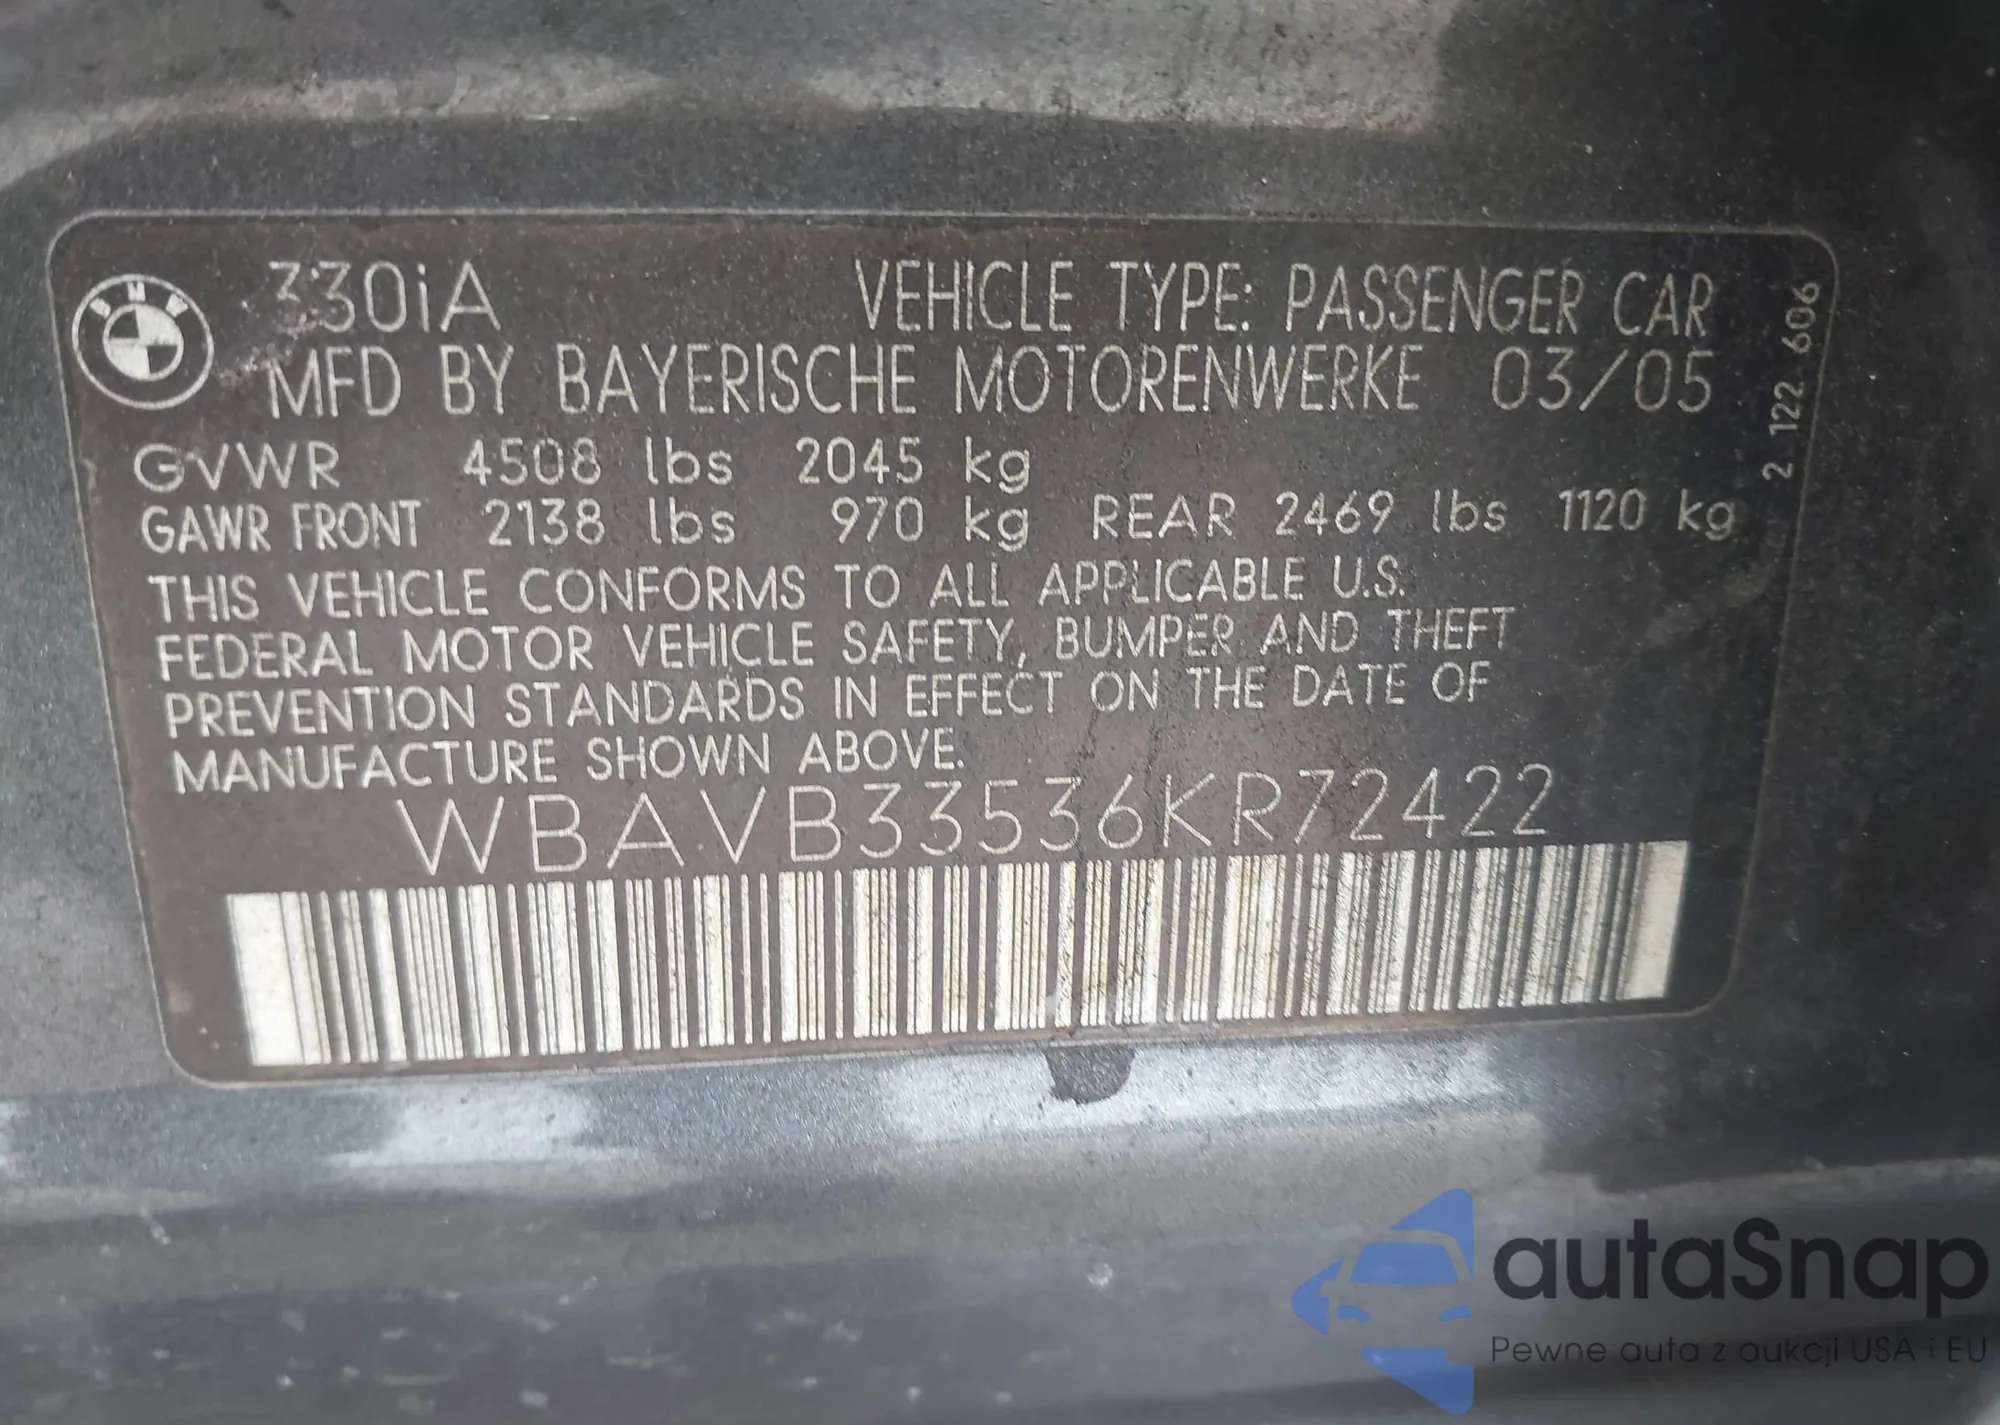 BMW
330iA VEHICLE TYPE: PASSENGER CAR
MFD BY BAYERISCHE MOTORENWERKE 03/05
GVWR 4508 lbs 2045 kg
GAWR FRONT 2138 lbs 970 kg REAR 2469 lbs 1120 kg
THIS VEHICLE CONFORMS TO ALL APPLICABLE U.S.
FEDERAL MOTOR VEHICLE SAFETY, BUMPER AND THEFT
PREVENTION STANDARDS IN EFFECT ON THE DATE OF
MANUFACTURE SHOWN ABOVE.
WBAVB33536KR72422
2 122 606
autaSnap
Pewne auta z aukcji USA i EU